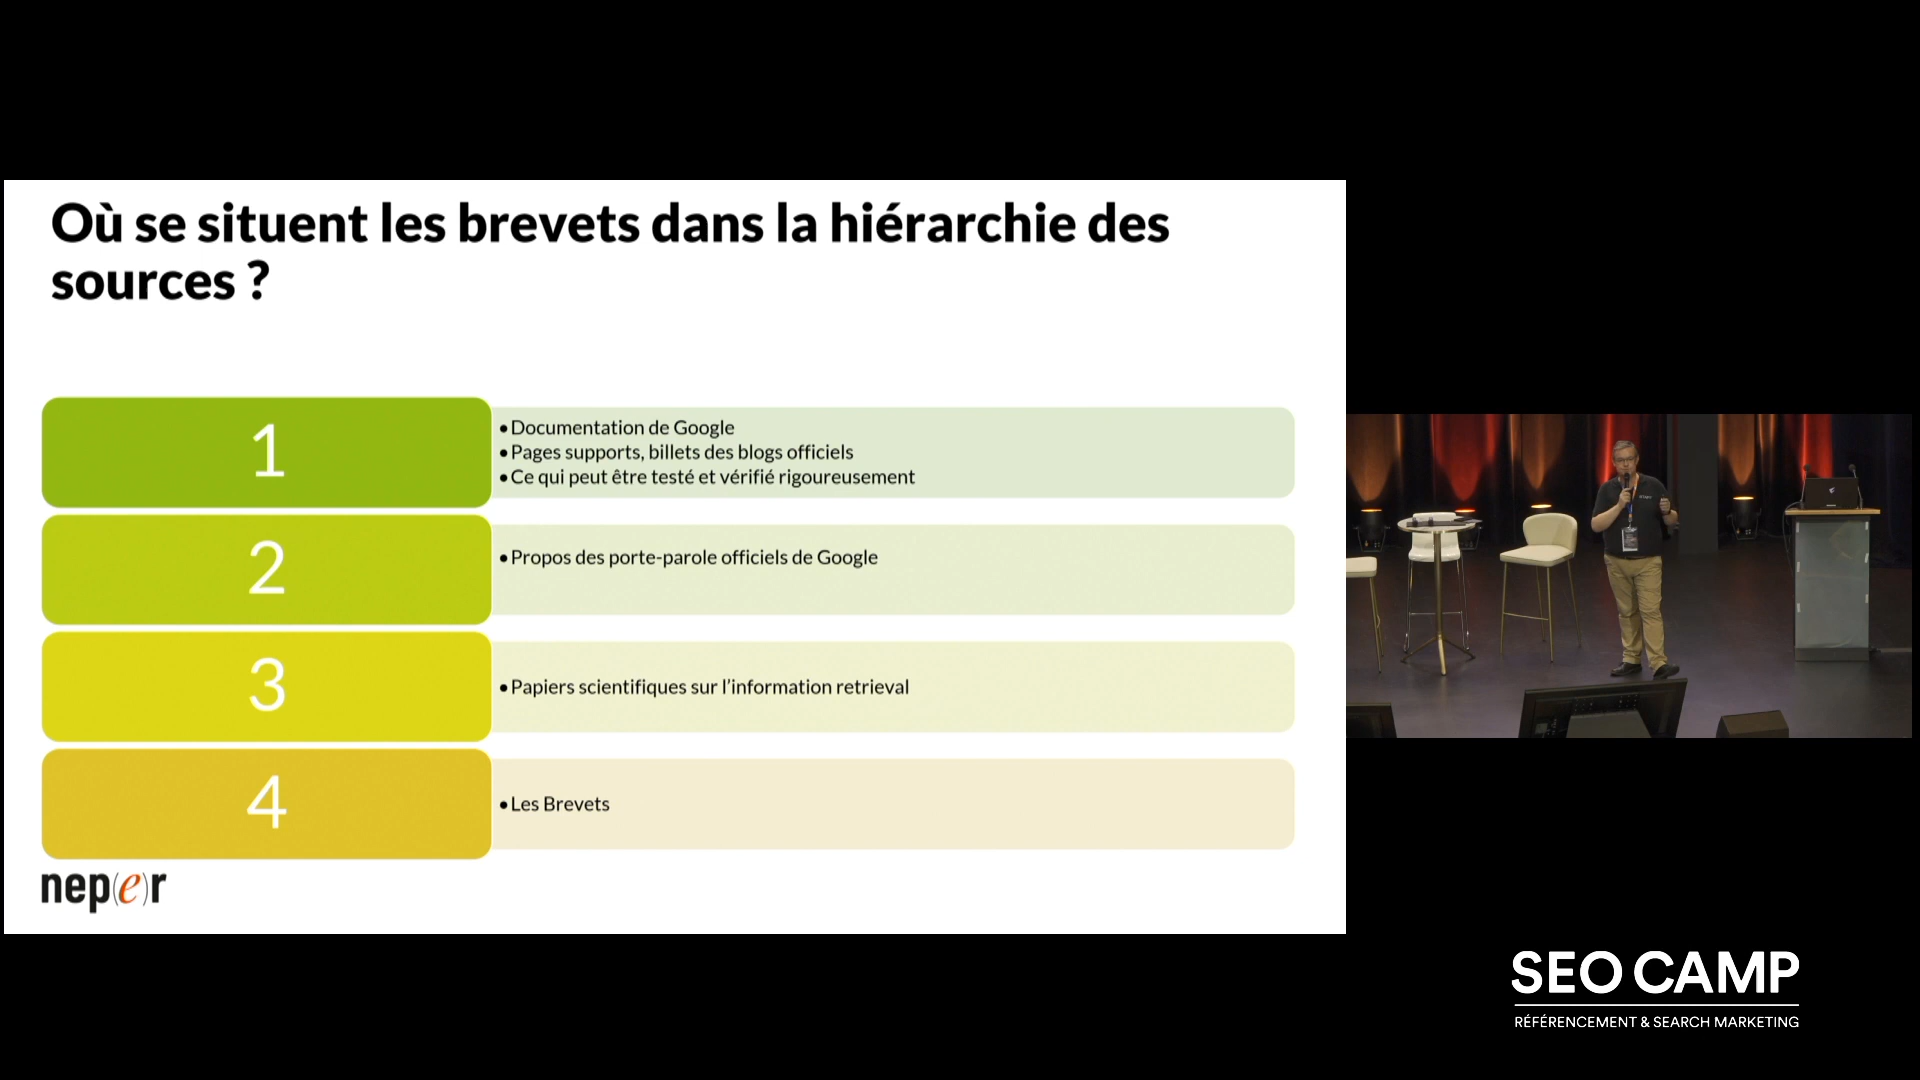 Où se situent les brevets dans la hiérarchie des
sources ?
1
• Documentation de Google
• Pages supports, billets des blogs officiels
• Ce qui peut être testé et vérifié rigoureusement
2
• Propos des porte-parole officiels de Google
3
• Papiers scientifiques sur l'information retrieval
4
• Les Brevets
nep(e)r
SEO CAMP
RÉFÉRENCEMENT & SEARCH MARKETING